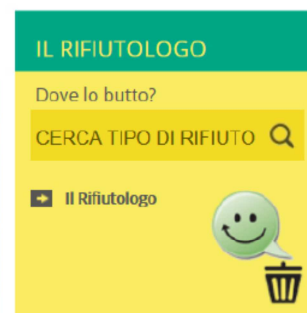 IL RIFIUTOLOGO
Dove lo butto?
CERCA TIPO DI RIFIUTO
Il Rifiutologo